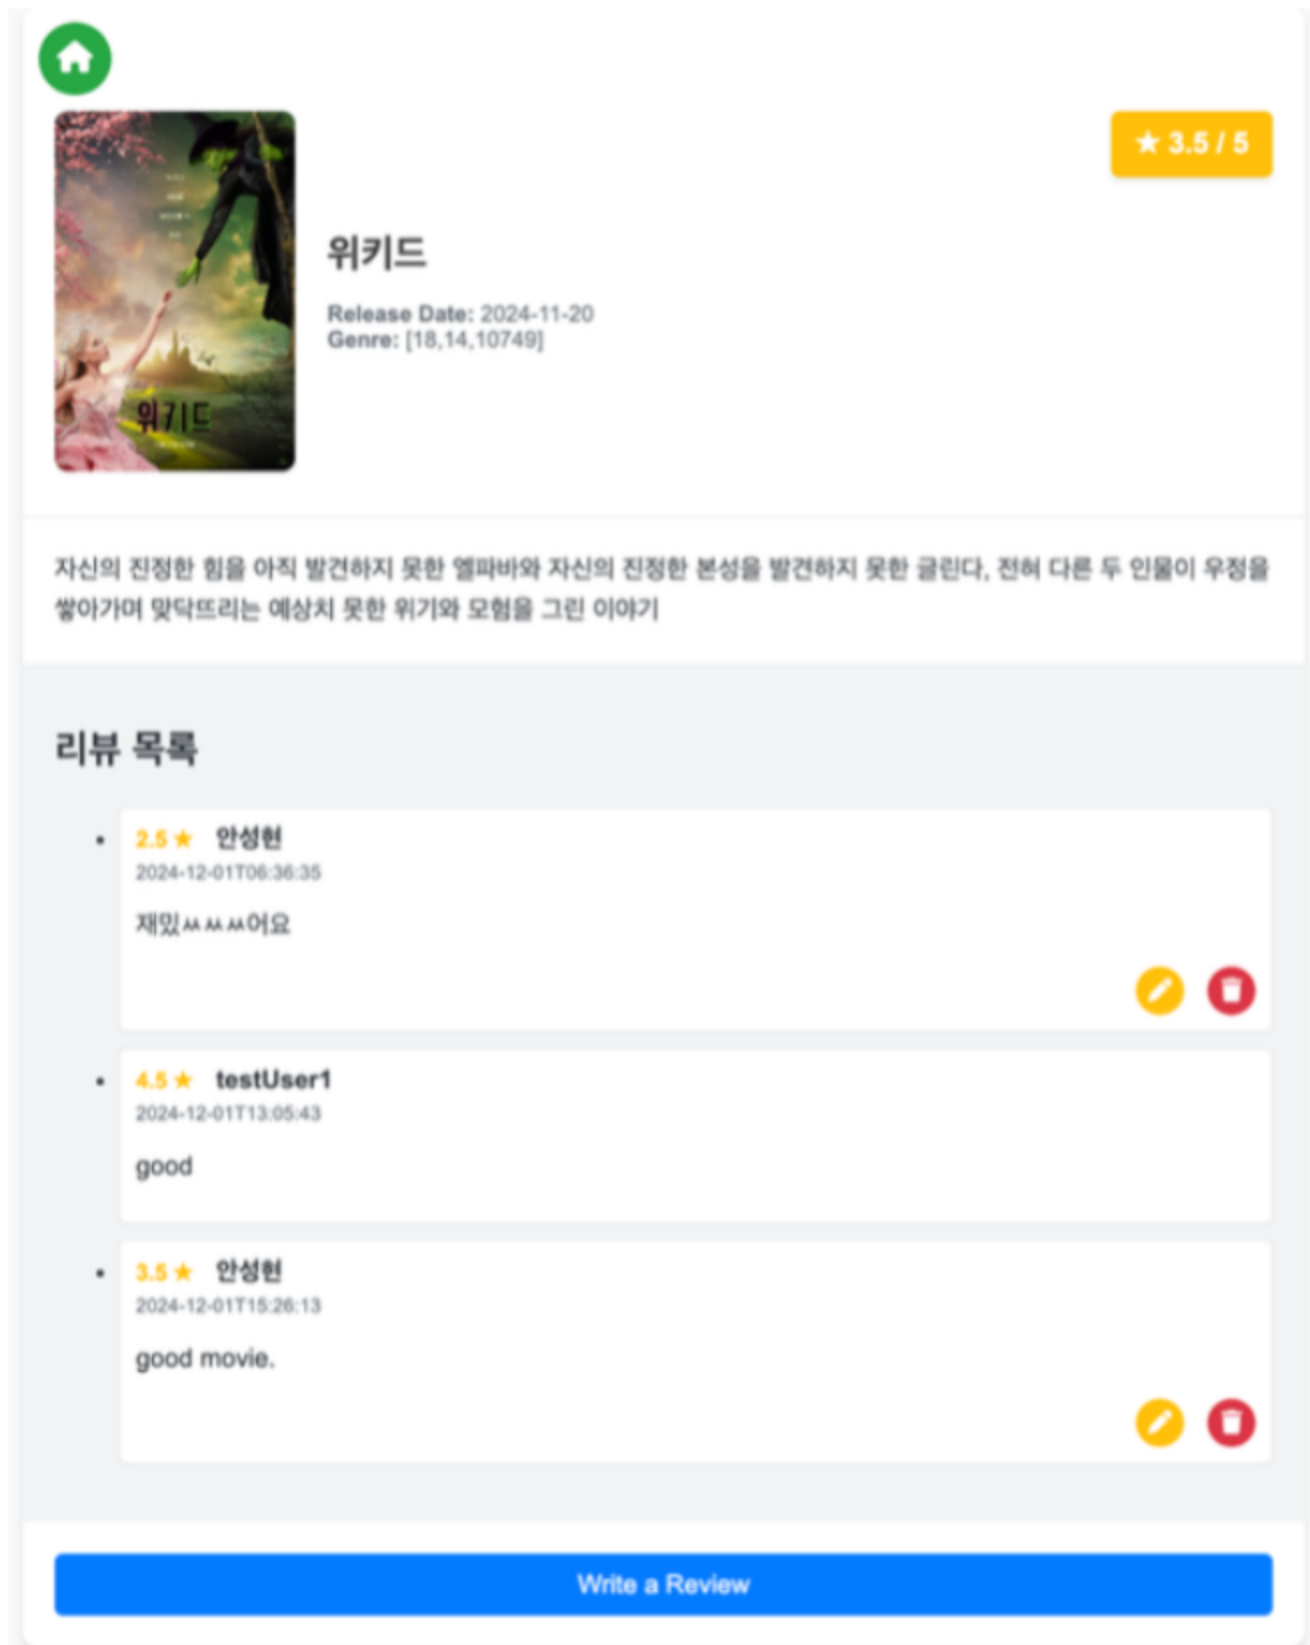 ★ 3.5 / 5
위키드
Release Date: 2024-11-20
Genre: [18,14,10749]
위키드
자신의 진정한 힘을 아직 발견하지 못한 엘파바와 자신의 진정한 본성을 발견하지 못한 글린다, 전혀 다른 두 인물이 우정을
쌓아가며 맞닥뜨리는 예상치 못한 위기와 모험을 그린 이야기
리뷰 목록
2.5 ★ 안성현
2024-12-01T06:36:35
재밌ㅆㅆㅆ어요
4.5 ★ testUser1
2024-12-01T13:05:43
good
3.5 ★ 안성현
2024-12-01T15:26:13
good movie.
Write a Review